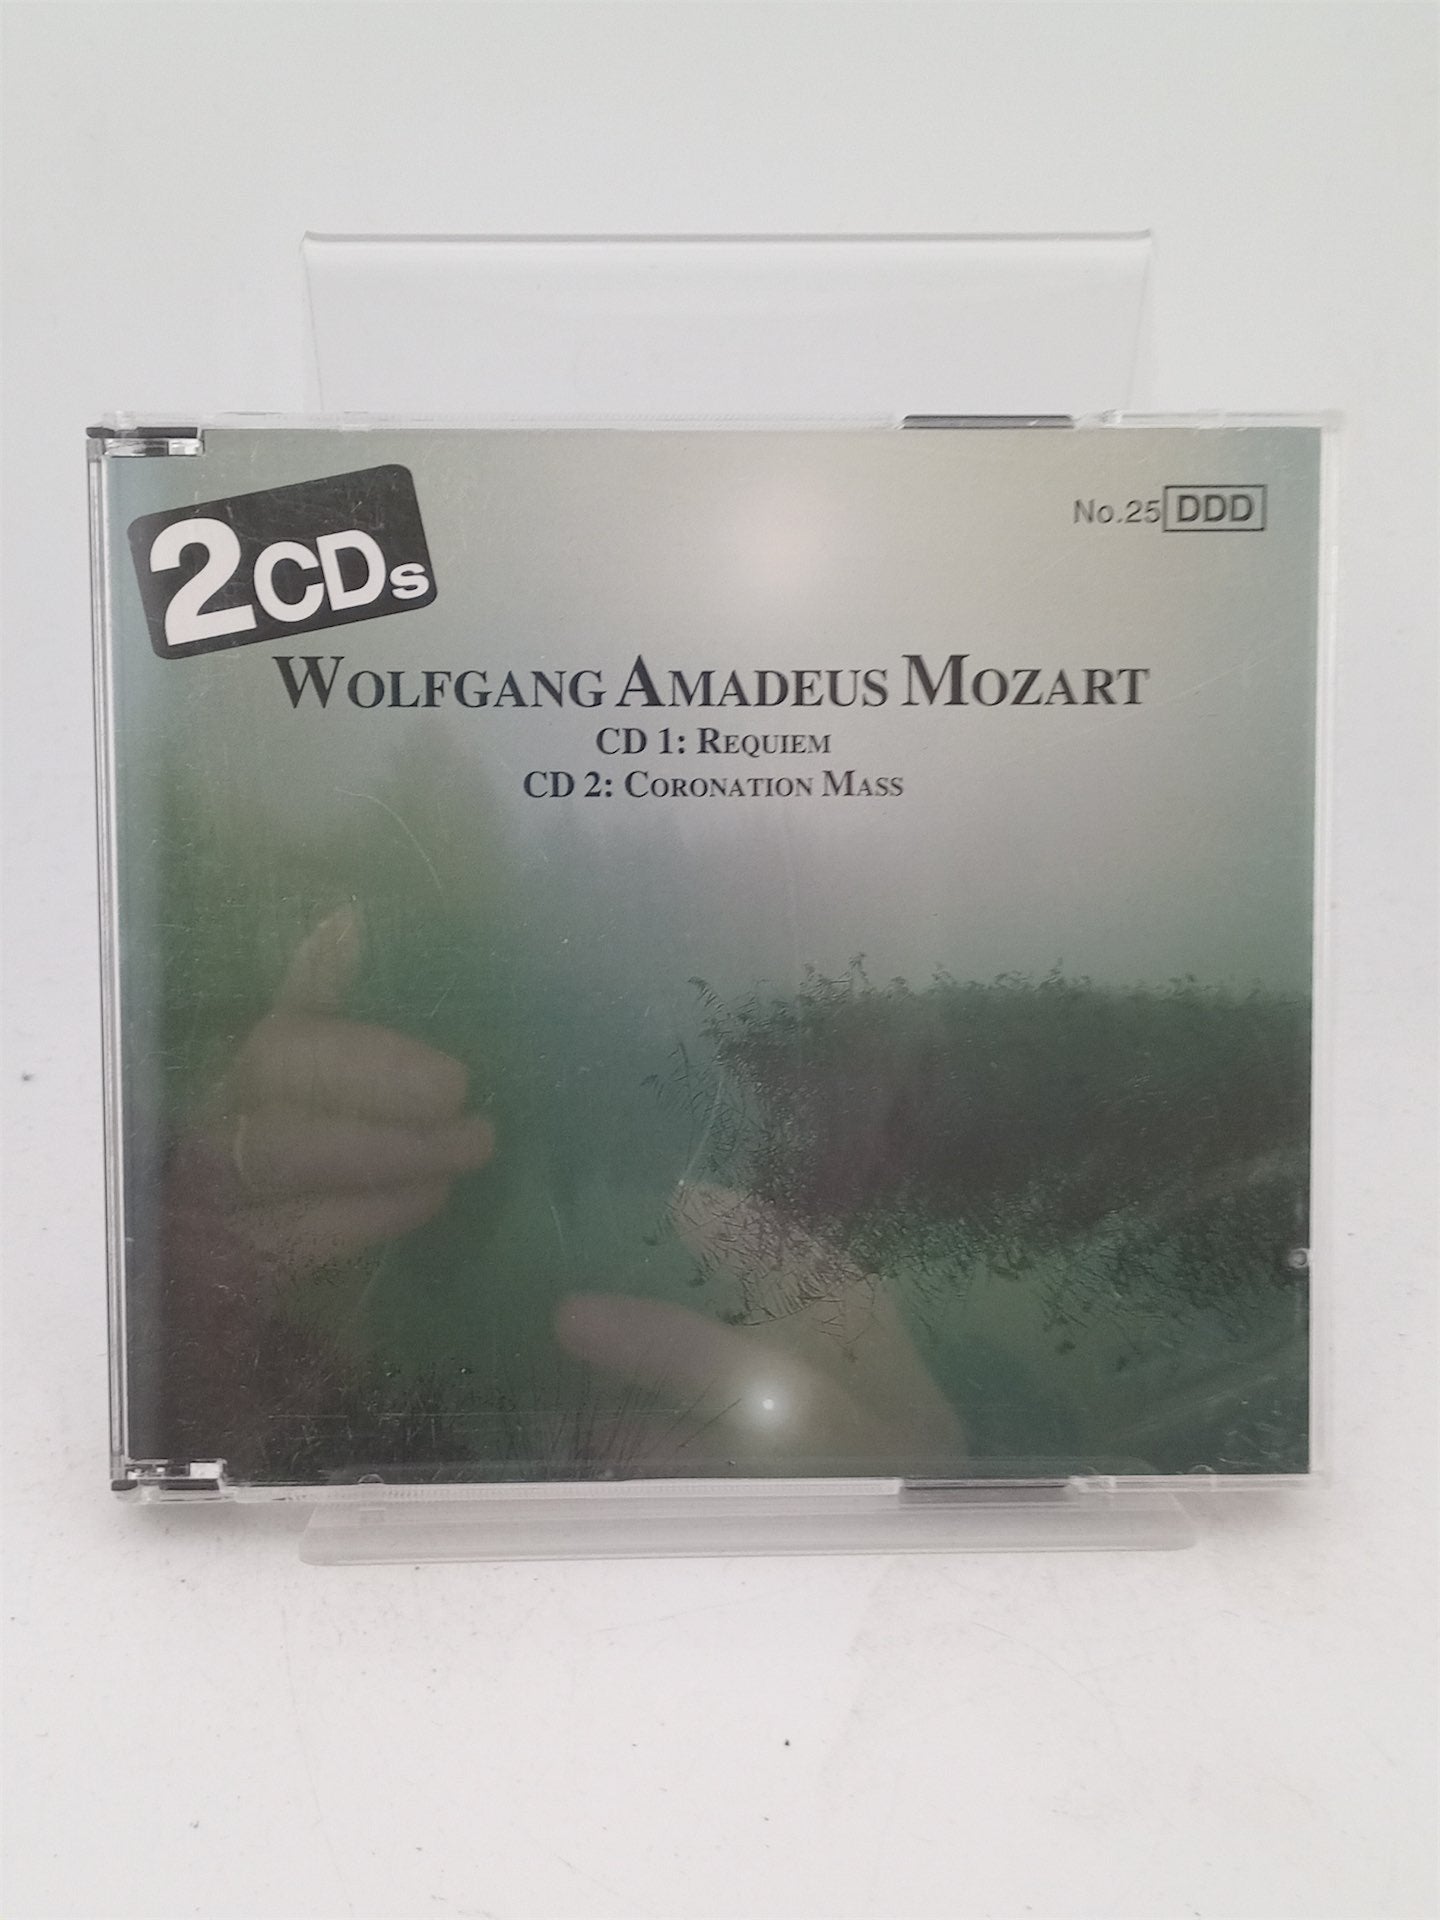 2CDs
No.25 DDD
WOLFGANG AMADEUS MOZART
CD 1: REQUIEM
CD 2: CORONATION MASS